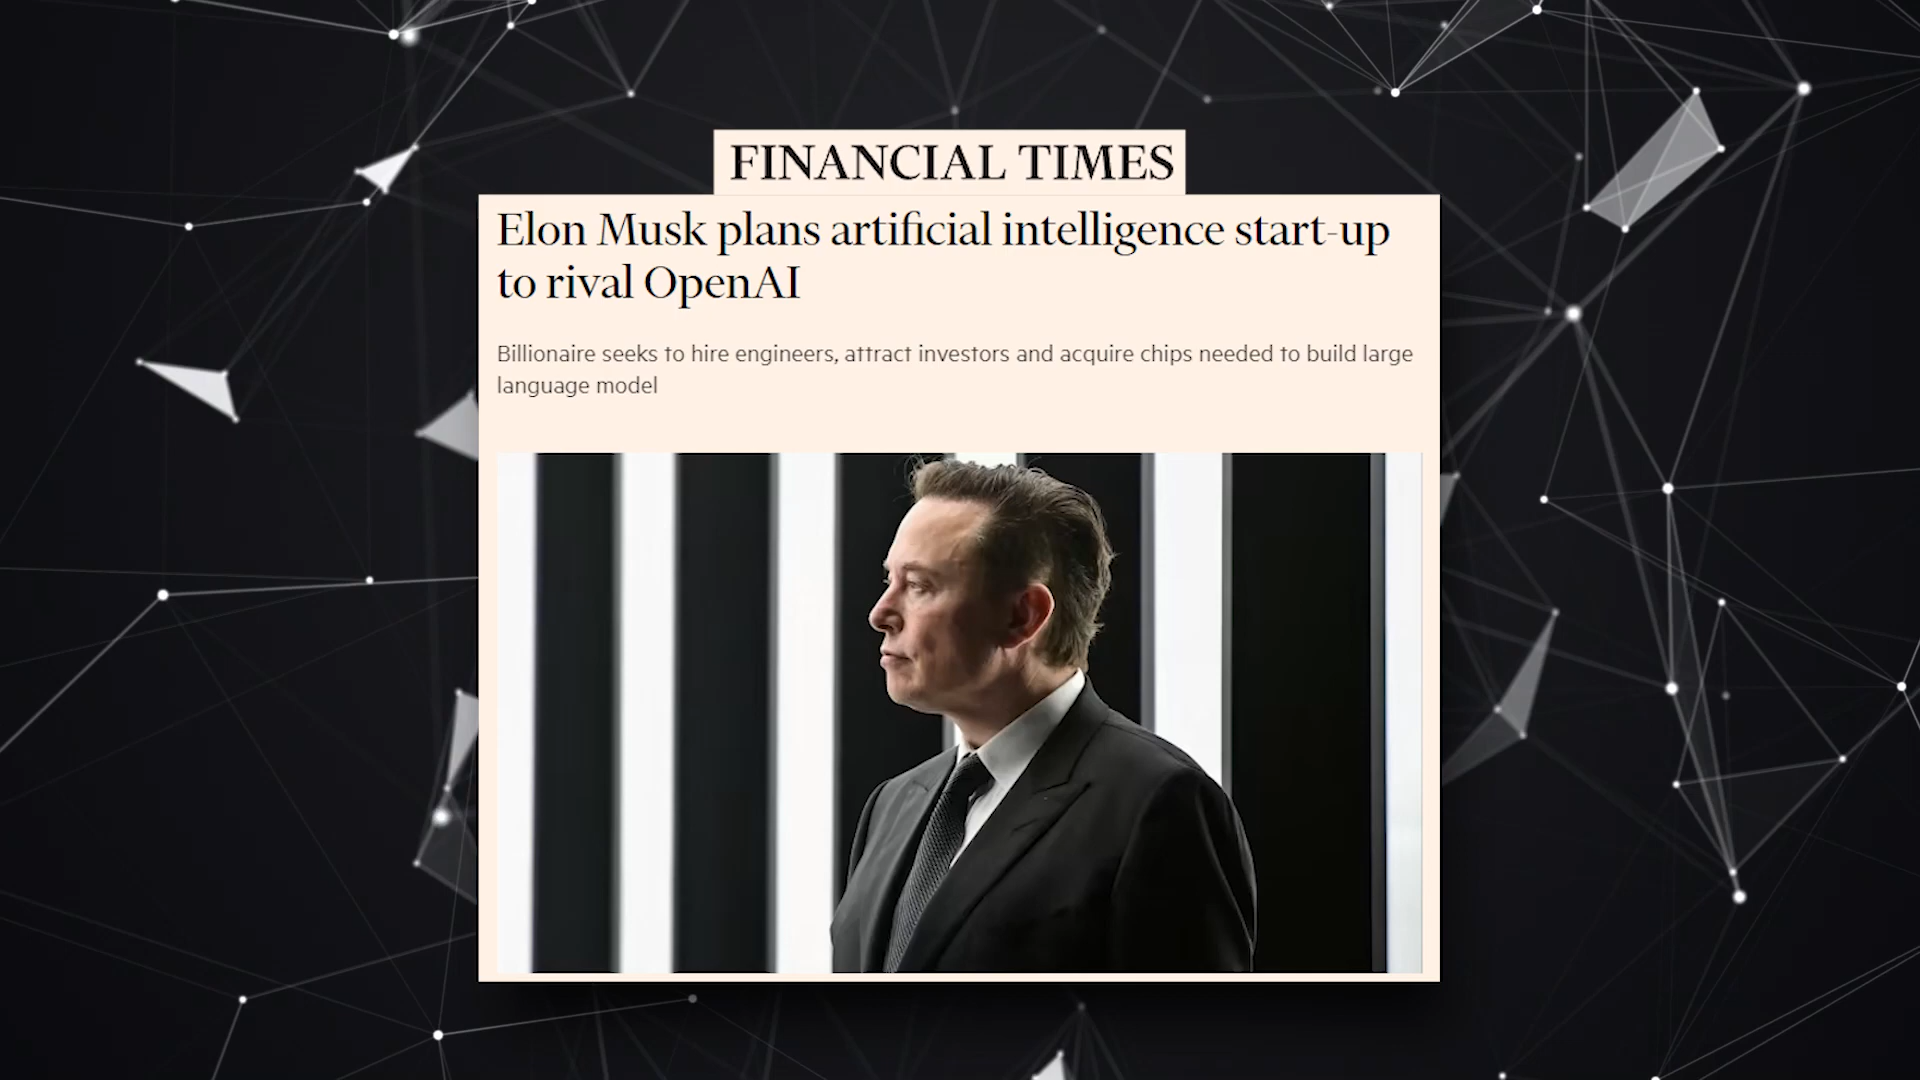 FINANCIAL TIMES
Elon Musk plans artificial intelligence start-up
to rival OpenAI
Billionaire seeks to hire engineers, attract investors and acquire chips needed to build large
language model